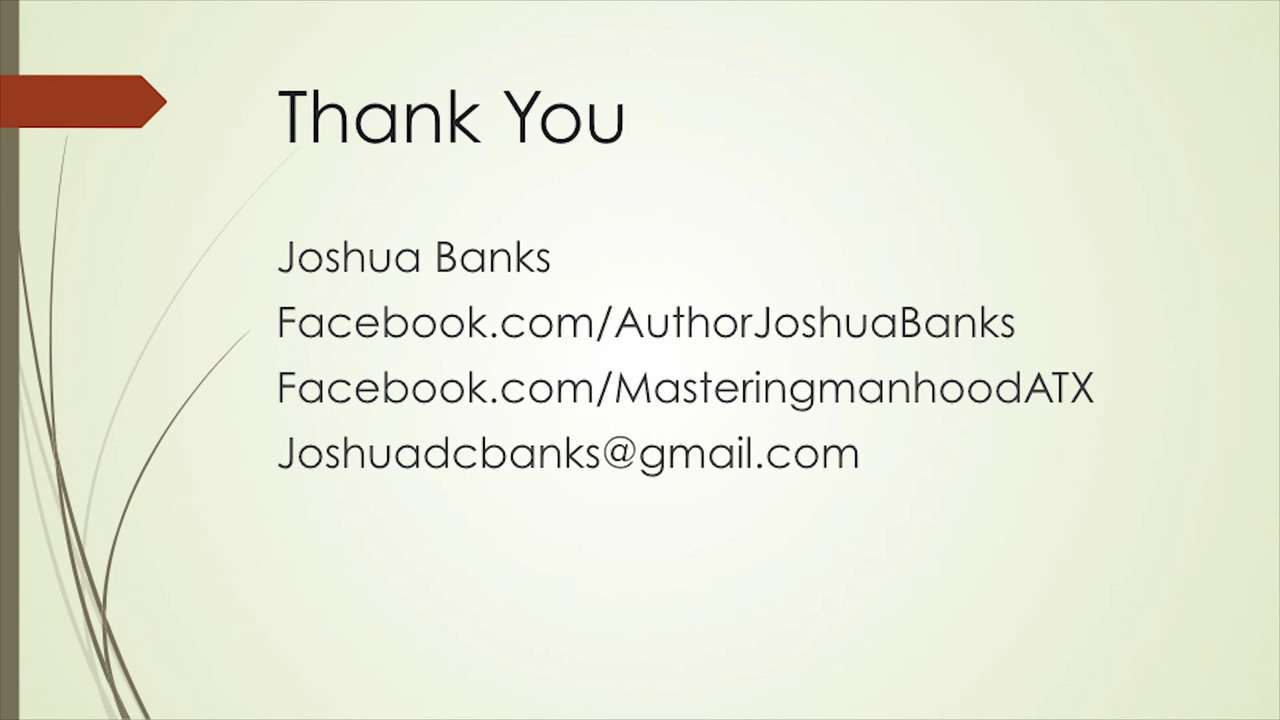 Thank You
Joshua Banks
Facebook.com/AuthorJoshuaBanks
Facebook.com/MasteringmanhoodATX
Joshuadcbanks@gmail.com